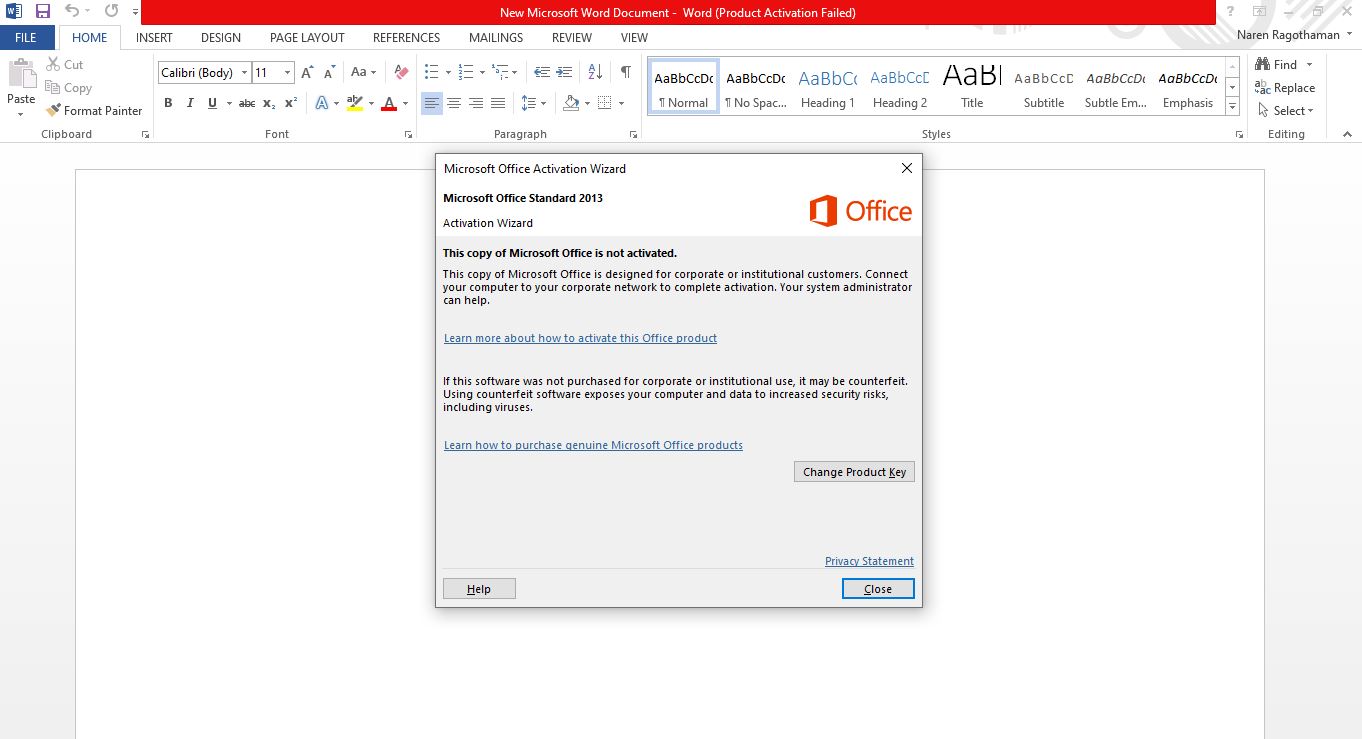 New Microsoft Word Document - Word (Product Activation Failed)
?
FILE HOME INSERT DESIGN PAGE LAYOUT REFERENCES MAILINGS REVIEW VIEW
Naren Ragothaman
Paste
Cut
Copy
Format Painter
Clipboard
Calibri (Body) 11 A A Aa
B I U abc x₂ x² A ab A
Font
Paragraph
AaBbCcDc AaBbCcDc AaBbCc AaBbCcD AaBl AaBbCcD AaBbCcDc AaBbCcDc
¶ Normal ¶ No Spac... Heading 1 Heading 2 Title Subtitle Subtle Em... Emphasis
Styles
Find
Replace
Select
Editing
Microsoft Office Activation Wizard
Microsoft Office Standard 2013
Activation Wizard
Office
This copy of Microsoft Office is not activated.
This copy of Microsoft Office is designed for corporate or institutional customers. Connect
your computer to your corporate network to complete activation. Your system administrator
can help.
Learn more about how to activate this Office product
If this software was not purchased for corporate or institutional use, it may be counterfeit.
Using counterfeit software exposes your computer and data to increased security risks,
including viruses.
Learn how to purchase genuine Microsoft Office products
Change Product Key
Privacy Statement
Help
Close